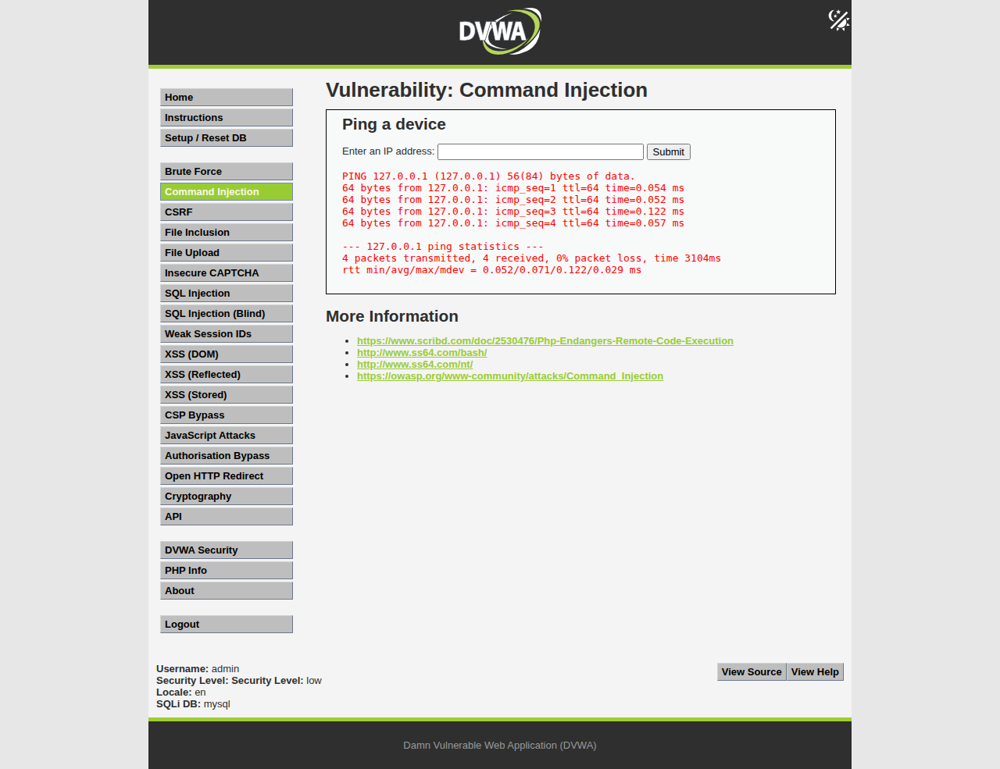 DVWA
Home
Instructions
Setup / Reset DB
Brute Force
Command Injection
CSRF
File Inclusion
File Upload
Insecure CAPTCHA
SQL Injection
SQL Injection (Blind)
Weak Session IDs
XSS (DOM)
XSS (Reflected)
XSS (Stored)
CSP Bypass
JavaScript Attacks
Authorisation Bypass
Open HTTP Redirect
Cryptography
API
DVWA Security
PHP Info
About
Logout
Vulnerability: Command Injection
Ping a device
Enter an IP address: Submit
PING 127.0.0.1 (127.0.0.1) 56(84) bytes of data.
64 bytes from 127.0.0.1: icmp_seq=1 ttl=64 time=0.054 ms
64 bytes from 127.0.0.1: icmp_seq=2 ttl=64 time=0.052 ms
64 bytes from 127.0.0.1: icmp_seq=3 ttl=64 time=0.122 ms
64 bytes from 127.0.0.1: icmp_seq=4 ttl=64 time=0.057 ms
--- 127.0.0.1 ping statistics ---
4 packets transmitted, 4 received, 0% packet loss, time 3104ms
rtt min/avg/max/mdev = 0.052/0.071/0.122/0.029 ms
More Information
https://www.scribd.com/doc/2530476/Php-Endangers-Remote-Code-Execution
http://www.ss64.com/bash/
http://www.ss64.com/nt/
https://owasp.org/www-community/attacks/Command_Injection
Username: admin
Security Level: Security Level: low
Locale: en
SQLi DB: mysql
View Source View Help
Damn Vulnerable Web Application (DVWA)